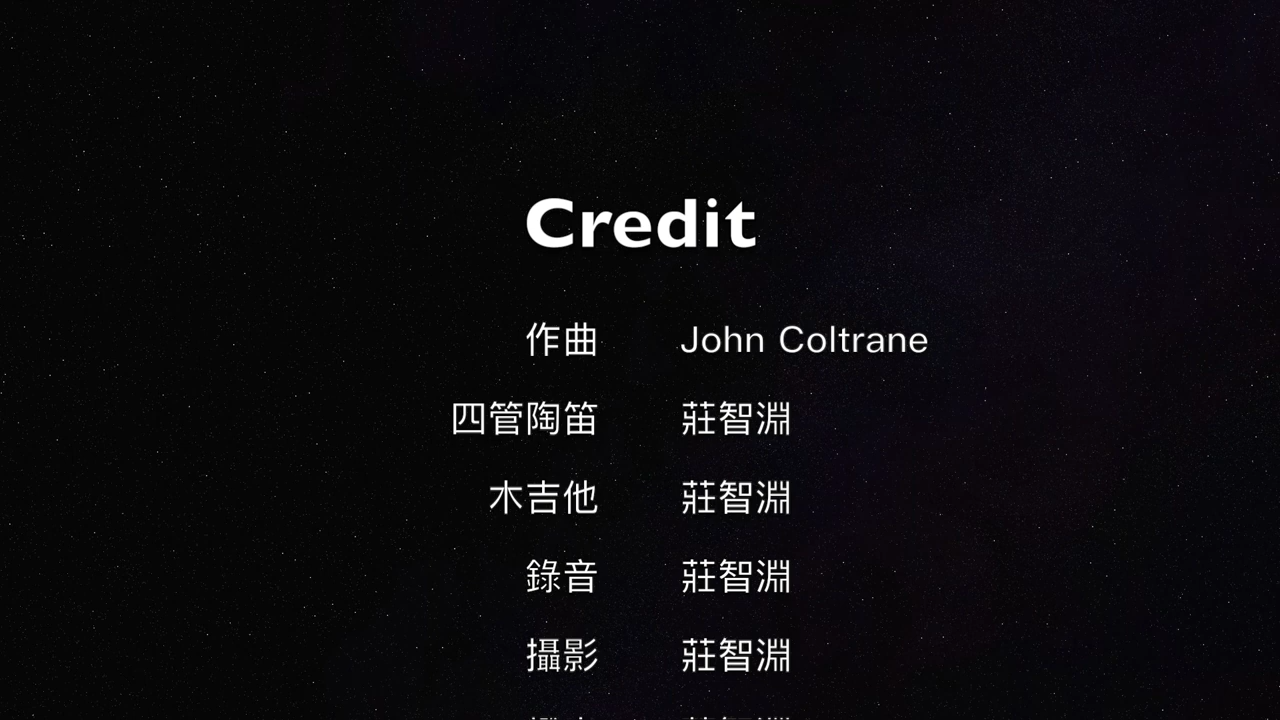 Credit
作曲 John Coltrane
四管陶笛 莊智淵
木吉他 莊智淵
錄音 莊智淵
攝影 莊智淵